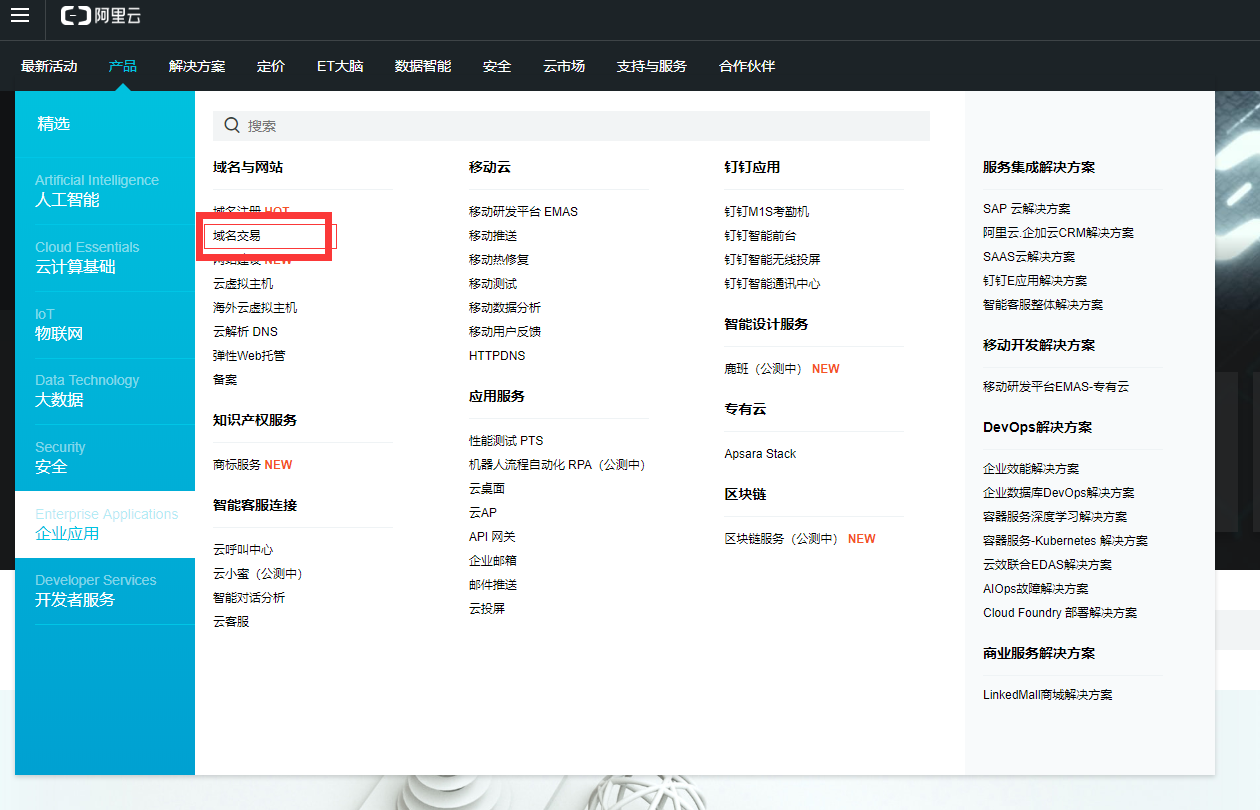 阿里云
最新活动
产品
解决方案
定价
ET大脑
数据智能
安全
云市场
支持与服务
合作伙伴
精选
Artificial Intelligence
人工智能
Cloud Essentials
云计算基础
IoT
物联网
Data Technology
大数据
Security
安全
Enterprise Applications
企业应用
Developer Services
开发者服务
搜索
域名与网站
域名注册 HOT
域名交易
网站建设 NEW
云虚拟主机
海外云虚拟主机
云解析 DNS
弹性Web托管
备案
知识产权服务
商标服务 NEW
智能客服连接
云呼叫中心
云小蜜（公测中）
智能对话分析
云客服
移动云
移动研发平台 EMAS
移动推送
移动热修复
移动测试
移动数据分析
移动用户反馈
HTTPDNS
应用服务
性能测试 PTS
机器人流程自动化 RPA（公测中）
云桌面
云AP
API 网关
企业邮箱
邮件推送
云投屏
钉钉应用
钉钉M1S考勤机
钉钉智能前台
钉钉智能无线投屏
钉钉智能通讯中心
智能设计服务
鹿班（公测中） NEW
专有云
Apsara Stack
区块链
区块链服务（公测中） NEW
服务集成解决方案
SAP 云解决方案
阿里云.企加云CRM解决方案
SAAS云解决方案
钉钉E应用解决方案
智能客服整体解决方案
移动开发解决方案
移动研发平台EMAS-专有云
DevOps解决方案
企业效能解决方案
企业数据库DevOps解决方案
容器服务深度学习解决方案
容器服务-Kubernetes 解决方案
云效联合EDAS解决方案
AIOps故障解决方案
Cloud Foundry 部署解决方案
商业服务解决方案
LinkedMall商城解决方案